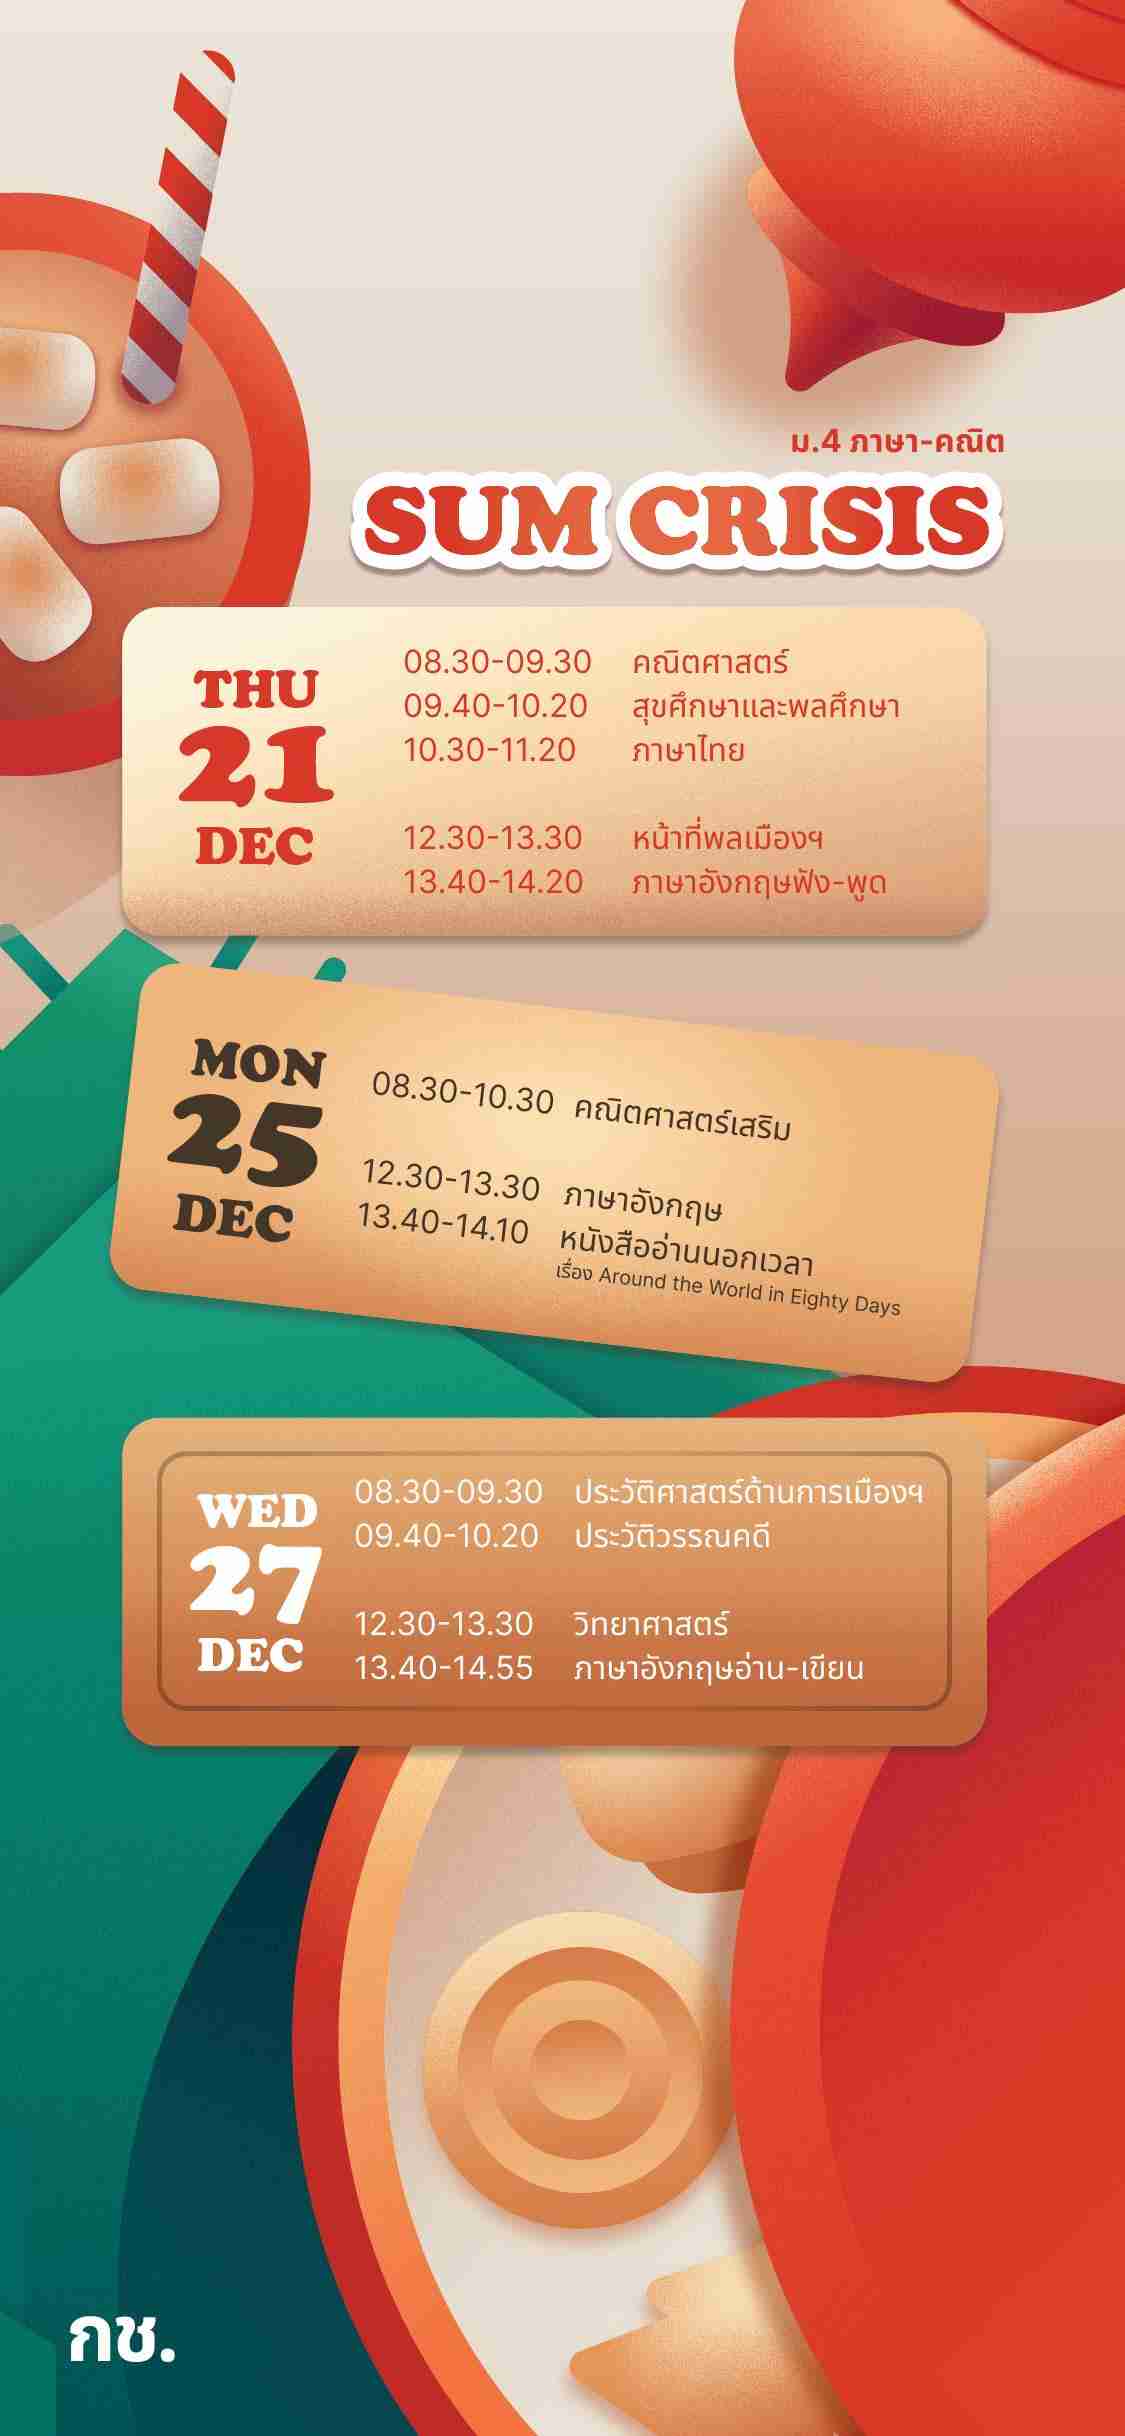 ม.4 ภาษา-คณิต
SUM CRISIS
THU
21
DEC
08.30-09.30 คณิตศาสตร์
09.40-10.20 สุขศึกษาและพลศึกษา
10.30-11.20 ภาษาไทย
12.30-13.30 หน้าที่พลเมืองฯ
13.40-14.20 ภาษาอังกฤษฟัง-พูด
MON
25
DEC
08.30-10.30 คณิตศาสตร์เสริม
12.30-13.30 ภาษาอังกฤษ
13.40-14.10 หนังสืออ่านนอกเวลา
เรื่อง Around the World in Eighty Days
WED
27
DEC
08.30-09.30 ประวัติศาสตร์ด้านการเมืองฯ
09.40-10.20 ประวัติวรรณคดี
12.30-13.30 วิทยาศาสตร์
13.40-14.55 ภาษาอังกฤษอ่าน-เขียน
กช.